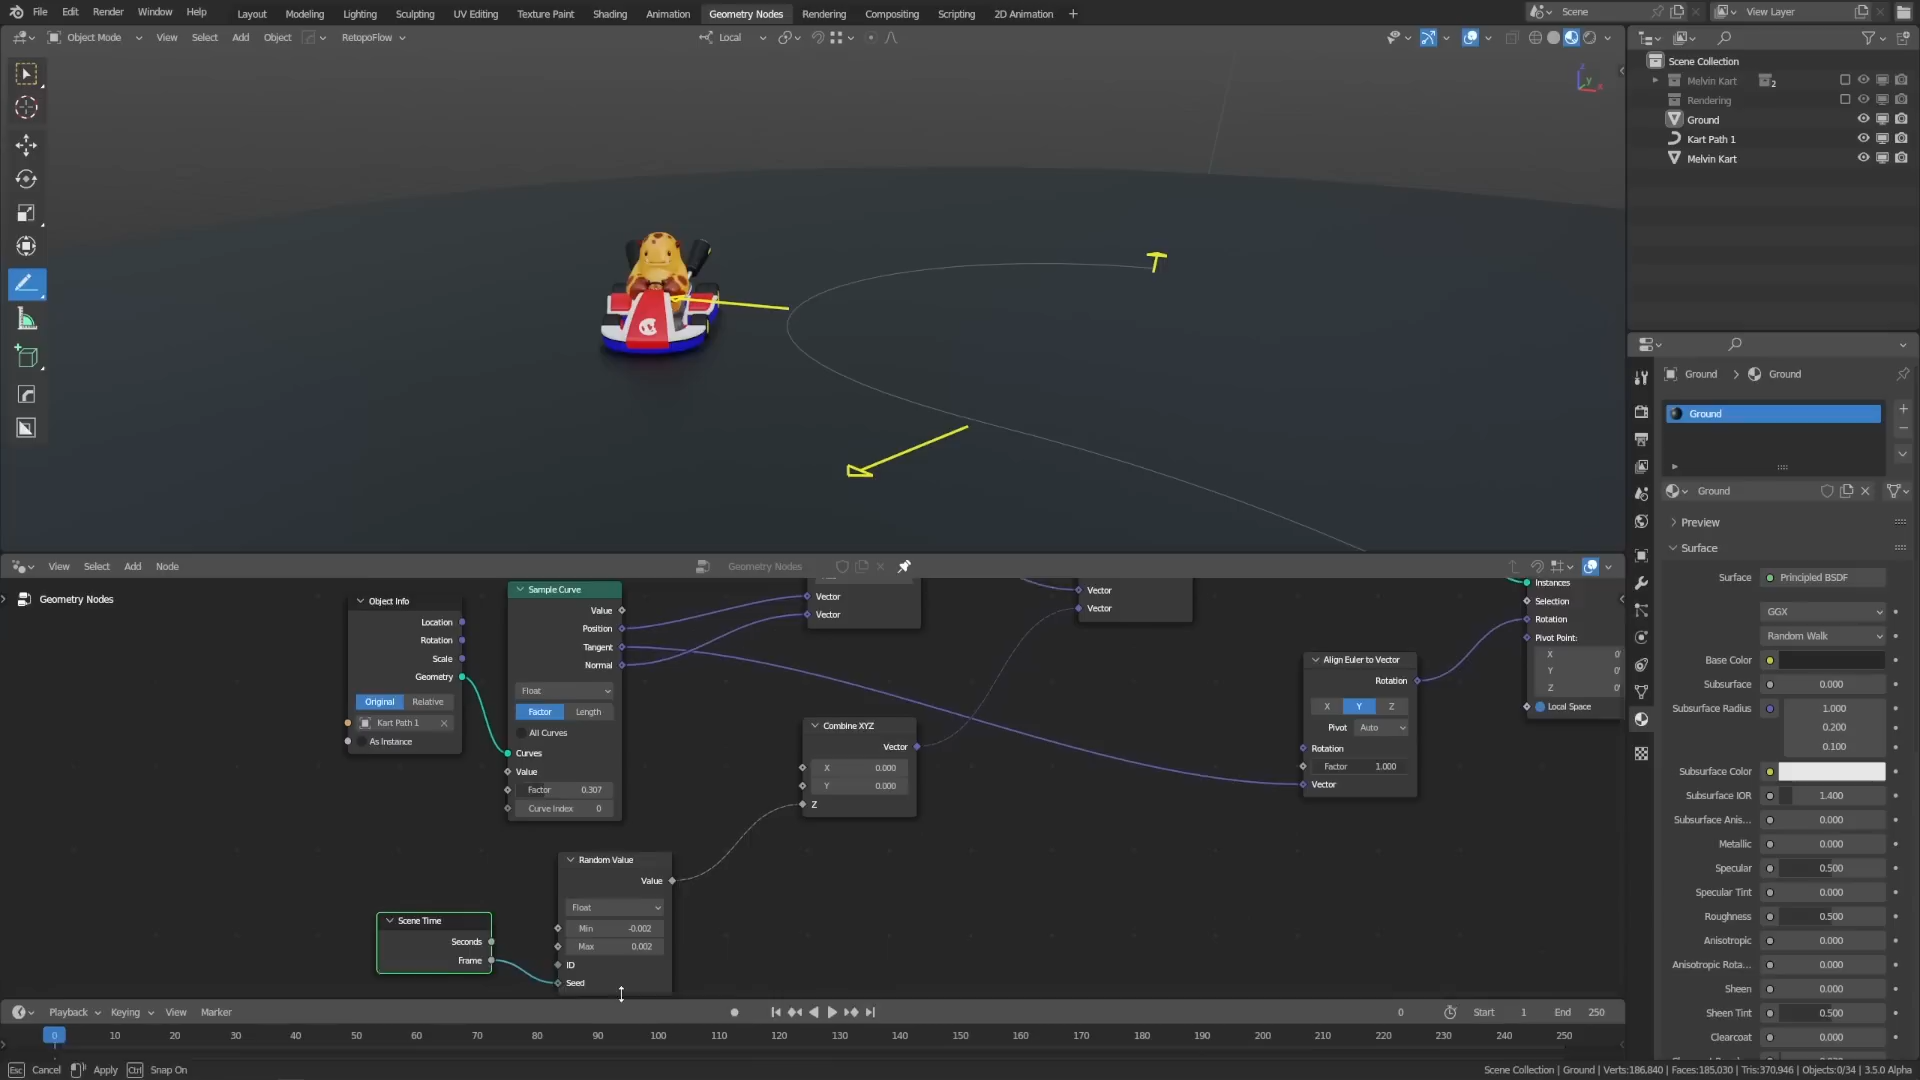 File Edit Render Window Help Layout Modeling Lighting Sculpting UV Editing Texture Paint Shading Animation Geometry Nodes Rendering Compositing Scripting 2D Animation + Scene View Layer
Object Mode View Select Add Object RetopoFlow Local
Scene Collection
Melvin Kart 2
Rendering
Ground
Kart Path 1
Melvin Kart
Z
Y
X
Ground > Ground
Ground
Ground
Preview
Surface
Surface Principled BSDF
GGX
Random Walk
Base Color
Subsurface 0.000
Subsurface Radius 1.000
0.200
0.100
Subsurface Color
Subsurface IOR 1.400
Subsurface Anis... 0.000
Metallic 0.000
Specular 0.500
Specular Tint 0.000
Roughness 0.500
Anisotropic 0.000
Anisotropic Rota... 0.000
Sheen 0.000
Sheen Tint 0.500
Clearcoat 0.000
View Select Add Node Geometry Nodes
Geometry Nodes
Object Info
Location
Rotation
Scale
Geometry
Original Relative
Kart Path 1
As Instance
Sample Curve
Value
Position
Tangent
Normal
Float
Factor Length
All Curves
Curves
Value
Factor 0.307
Curve Index 0
Vector
Vector
Vector
Vector
Combine XYZ
Vector
X 0.000
Y 0.000
Z
Random Value
Value
Float
Min -0.002
Max 0.002
ID
Seed
Scene Time
Seconds
Frame
Align Euler to Vector
Rotation
X Y Z
Pivot Auto
Rotation
Factor 1.000
Vector
Instances
Selection
Rotation
Pivot Point:
X
Y
Z
Local Space
Playback Keying View Marker 0 Start 1 End 250
0 10 20 30 40 50 60 70 80 90 100 110 120 130 140 150 160 170 180 190 200 210 220 230 240 250
Esc Cancel Apply Ctrl Snap On Scene Collection | Ground | Verts:186,840 | Faces:185,030 | Tris:370,946 | Objects:0/34 | 3.5.0 Alpha